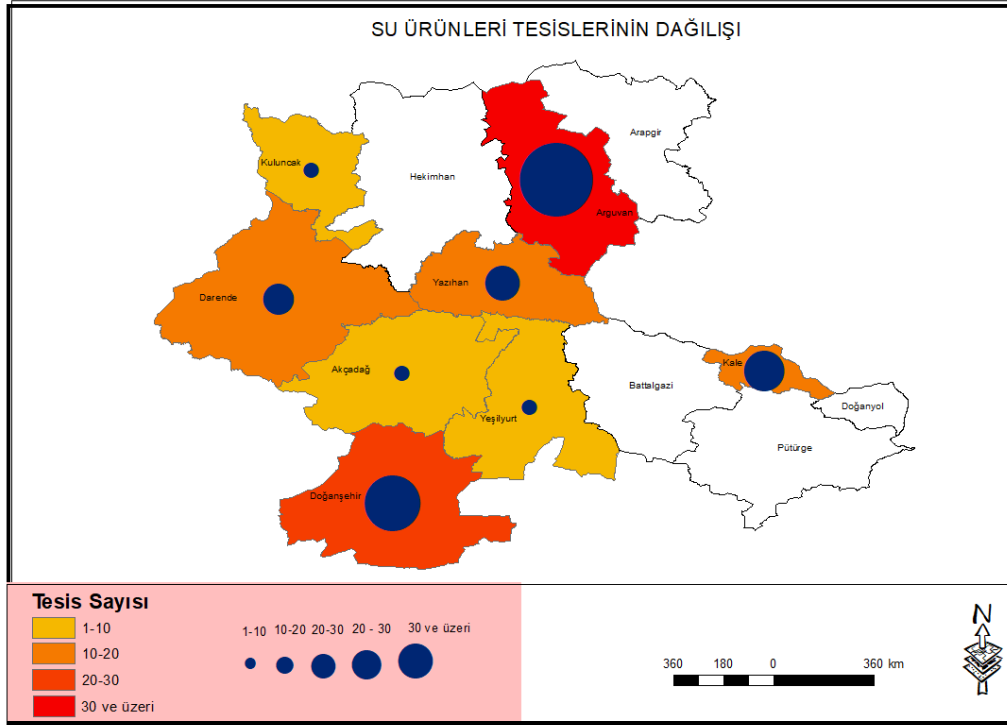 SU ÜRÜNLERİ TESİSLERİNİN DAĞILIŞI
Arapgir
Kuluncak
Hekimhan
Arguvan
Yazıhan
Darende
Kale
Akçadağ
Battalgazi
Doğanyol
Yeşilyurt
Pütürge
Doğanşehir
Tesis Sayısı
1-10
10-20
20-30
30 ve üzeri
1-10 10-20 20-30 20 - 30 30 ve üzeri
N
360 180 0 360 km